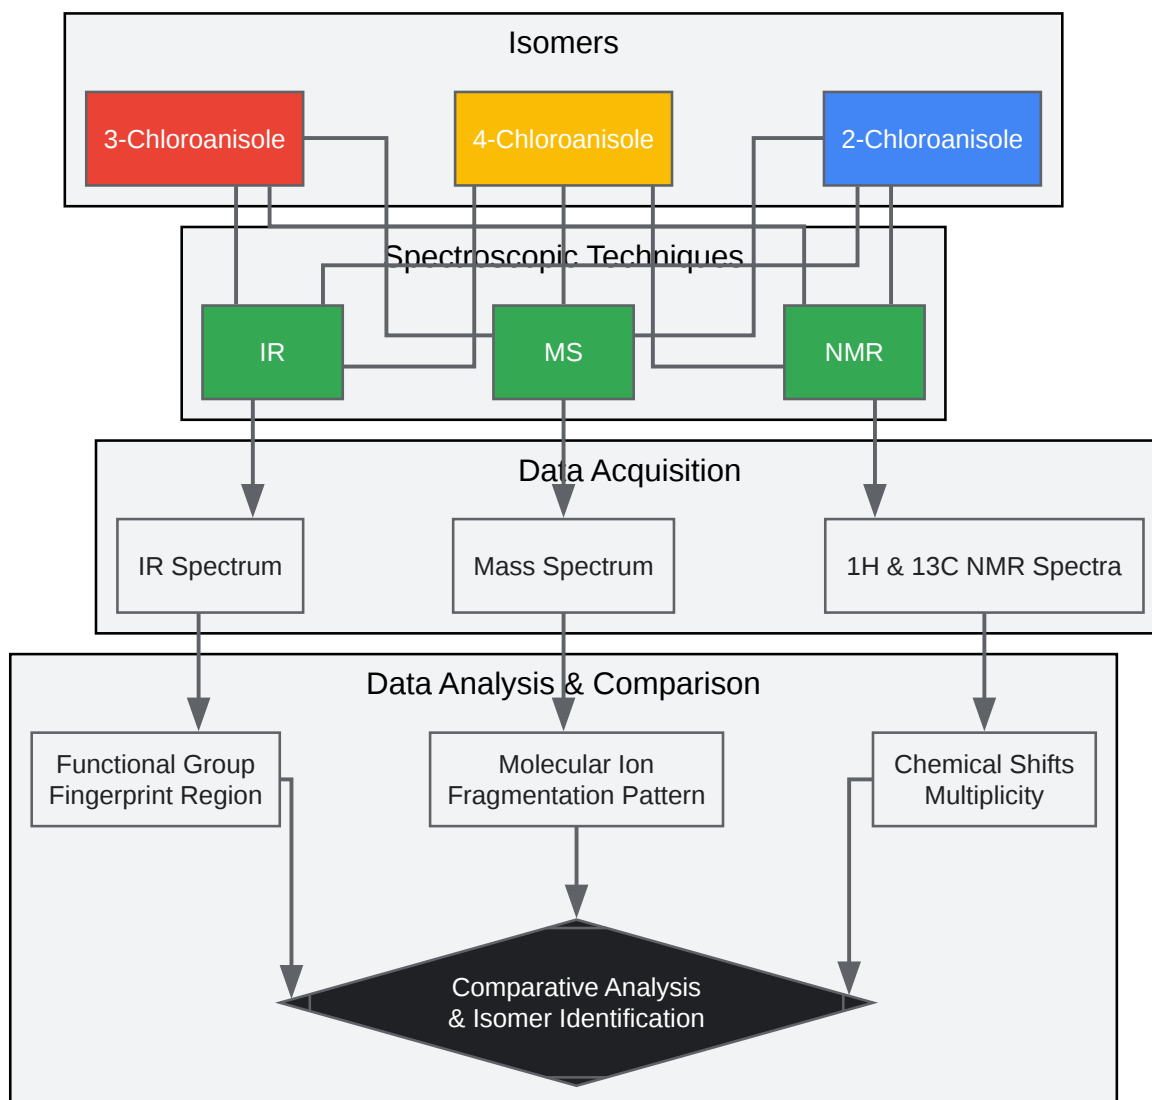 Isomers
3-Chloroanisole
4-Chloroanisole
2-Chloroanisole
Spectroscopic Techniques
IR
MS
NMR
Data Acquisition
IR Spectrum
Mass Spectrum
1H & 13C NMR Spectra
Data Analysis & Comparison
Functional Group
Fingerprint Region
Molecular Ion
Fragmentation Pattern
Chemical Shifts
Multiplicity
Comparative Analysis
& Isomer Identification